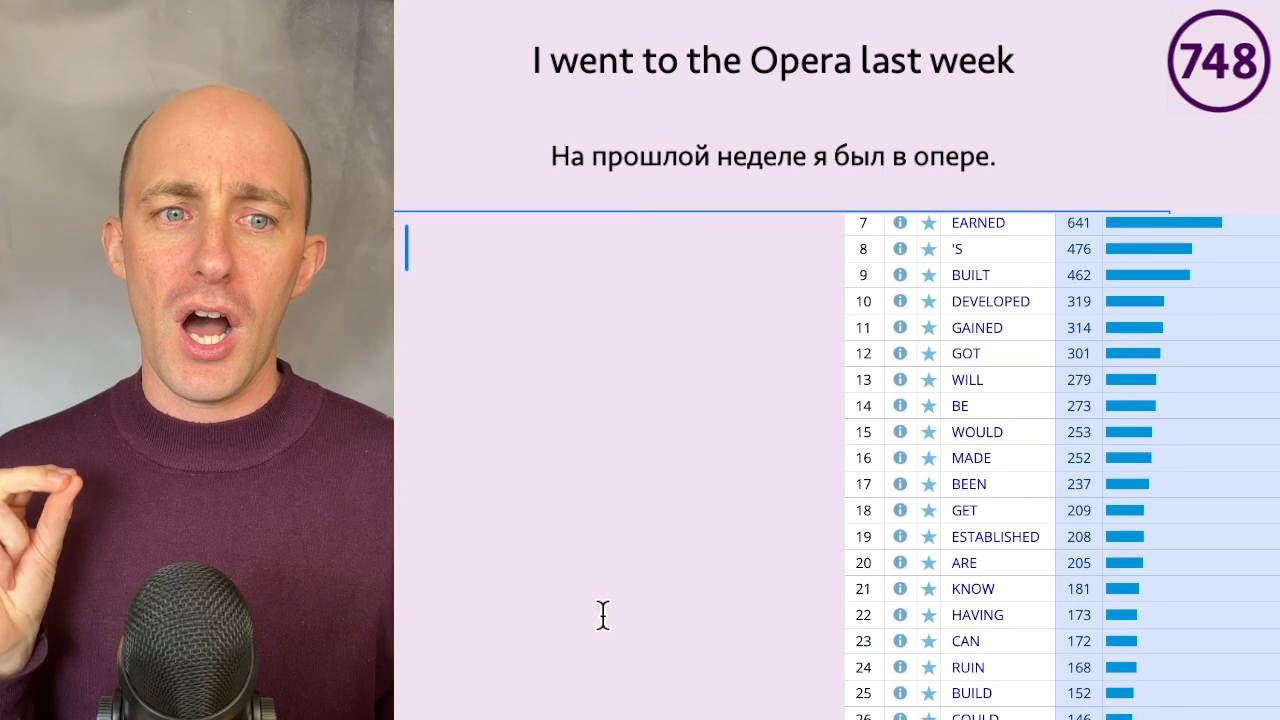 I went to the Opera last week
748
На прошлой неделе я был в опере.
7 EARNED 641
8 'S 476
9 BUILT 462
10 DEVELOPED 319
11 GAINED 314
12 GOT 301
13 WILL 279
14 BE 273
15 WOULD 253
16 MADE 252
17 BEEN 237
18 GET 209
19 ESTABLISHED 208
20 ARE 205
21 KNOW 181
22 HAVING 173
23 CAN 172
24 RUIN 168
25 BUILD 152
26 COULD 146